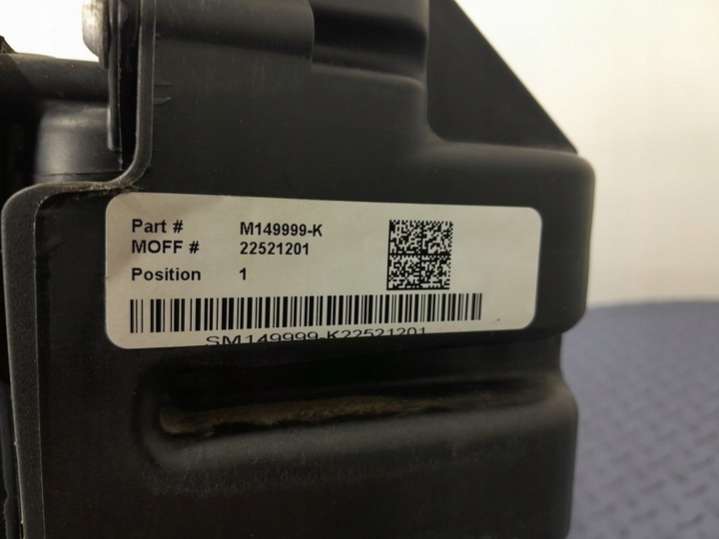 Part # M149999-K
MOFF # 22521201
Position 1
SM149999-K22521201